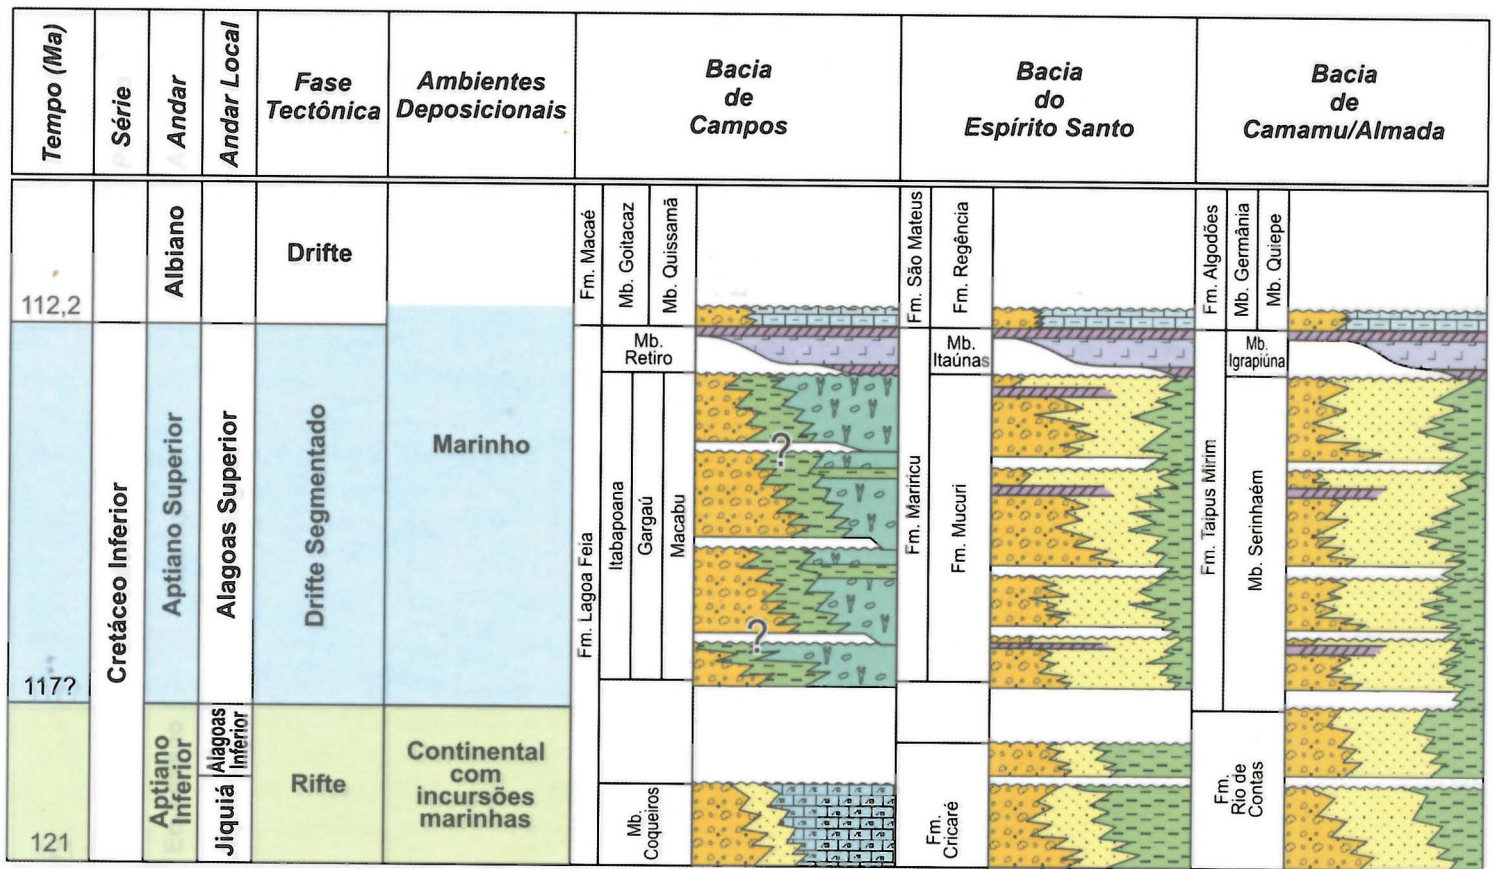 Tempo (Ma)
Série
Andar
Andar Local
Fase
Tectônica
Ambientes
Deposicionais
Bacia
de
Campos
Bacia
do
Espírito Santo
Bacia
de
Camamu/Almada
112,2
117?
121
Cretáceo Inferior
Albiano
Aptiano Superior
Aptiano
Inferior
Alagoas Superior
Alagoas
Inferior
Jiquiá
Drifte
Drifte Segmentado
Rifte
Marinho
Continental
com
incursões
marinhas
Fm. Macaé
Mb. Goitacaz
Mb. Quissamã
Fm. Lagoa Feia
Mb.
Retiro
Itabapoana
Gargaú
Macabu
Mb.
Coqueiros
?
?
Fm. São Mateus
Fm. Regência
Fm. Mariricu
Mb.
Itaúnas
Fm. Mucuri
Fm.
Cricaré
Fm. Algodões
Mb. Germânia
Mb. Quiepe
Fm. Taipus Mirim
Mb.
Igrapiúna
Mb. Serinhaém
Fm.
Rio de
Contas